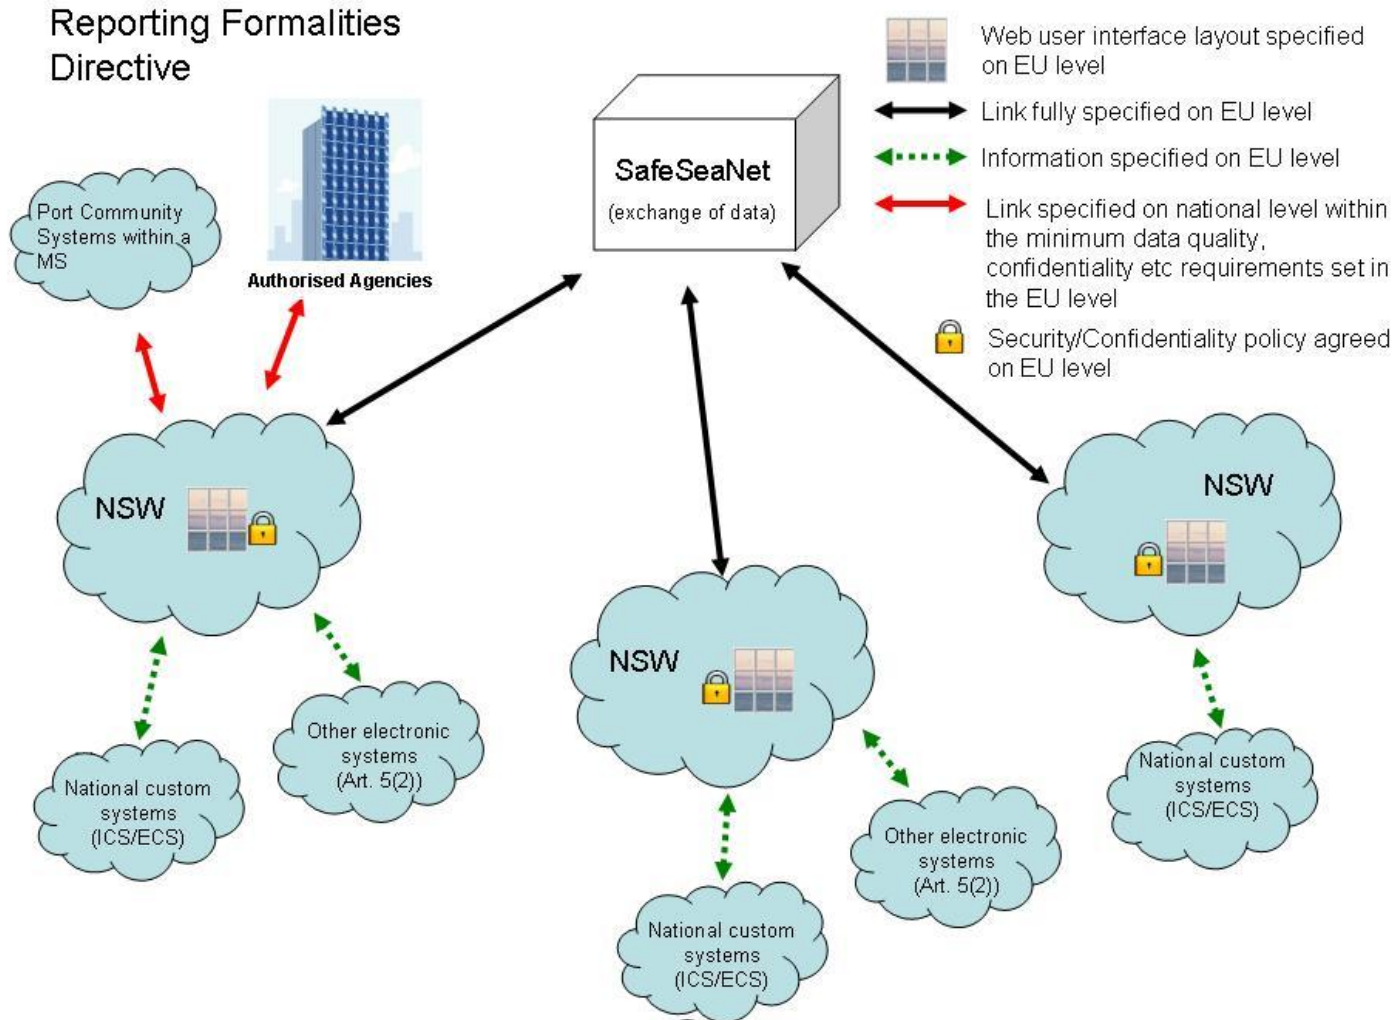 Reporting Formalities
Directive
Web user interface layout specified
on EU level
Link fully specified on EU level
Information specified on EU level
Link specified on national level within
the minimum data quality,
confidentiality etc requirements set in
the EU level
Security/Confidentiality policy agreed
on EU level
SafeSeaNet
(exchange of data)
Port Community
Systems within a
MS
Authorised Agencies
NSW
NSW
NSW
National custom
systems
(ICS/ECS)
Other electronic
systems
(Art. 5(2))
National custom
systems
(ICS/ECS)
Other electronic
systems
(Art. 5(2))
National custom
systems
(ICS/ECS)